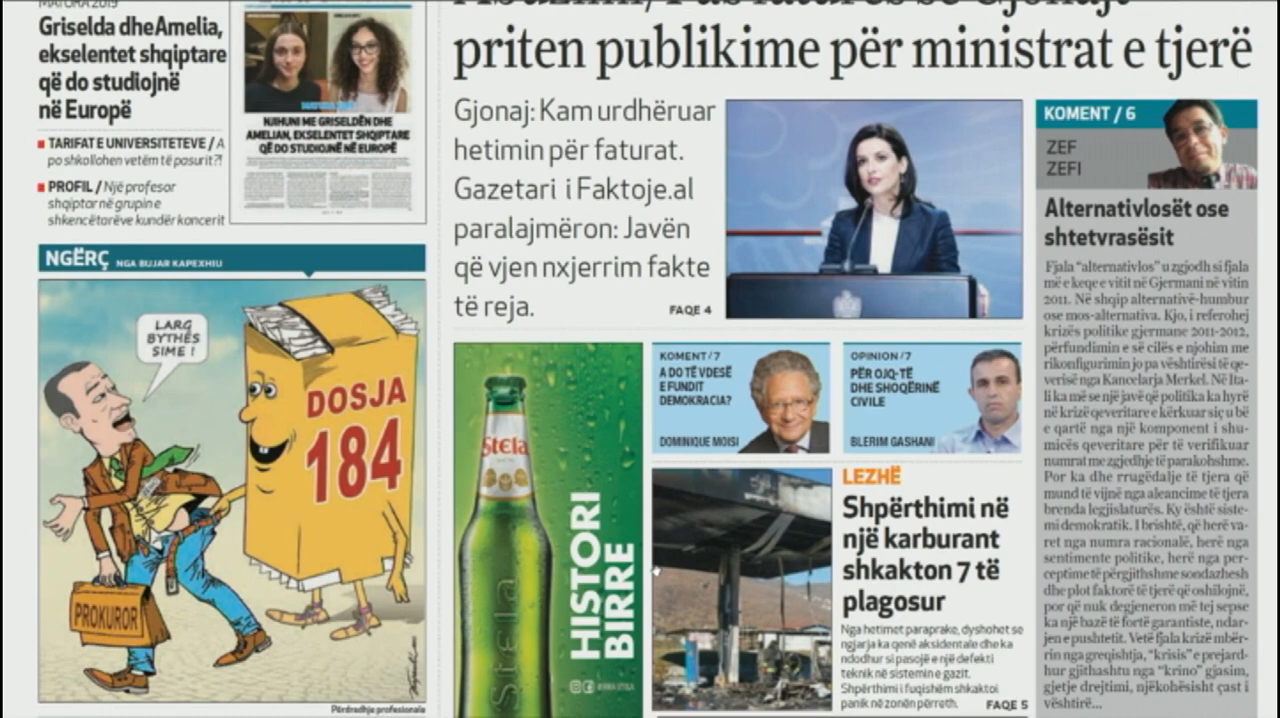 MATURA 2019
Griselda dhe Amelia,
ekselentet shqiptare
që do studiojnë
në Europë
TARIFAT E UNIVERSITETEVE / A
po shkollohen vetëm të pasurit?!
PROFIL / Një profesor
shqiptar në grupin e
shkencëtarëve kundër koncerit
NJIHUNI ME GRISELDËN DHE
AMELIAN, EKSELENTET SHQIPTARE
QË DO STUDIOJNË NË EUROPË
NGËRÇ NGA BUJAR KAPEXHIU
LARG
BYTHËS
SIME !
DOSJA
184
PROKUROR
Përdredhje profesionale
priten publikime për ministrat e tjerë
Gjonaj: Kam urdhëruar
hetimin për faturat.
Gazetari i Faktoje.al
paralajmëron: Javën
që vjen nxjerrim fakte
të reja.
FAQE 4
Stela
Stela
HISTORI
BIRRE
KOMENT / 7
A DO TË VDESË
E FUNDIT
DEMOKRACIA?
DOMINIQUE MOISI
OPINION / 7
PËR OJQ-TË
DHE SHOQËRINË
CIVILE
BLERIM GASHANI
LEZHË
Shpërthimi në
një karburant
shkakton 7 të
plagosur
Nga hetimet paraprake, dyshohet se
ngjarja ka qenë aksidentale dhe ka
ndodhur si pasojë e një defekti
teknik në sistemin e gazit.
Shpërthimi i fuqishëm shkaktoi
panik në zonën përreth.
FAQE 5
KOMENT / 6
ZEF
ZEFI
Alternativlosët ose
shtetvrasësit
Fjala "alternativlos" u zgjodh si fjala
më e keqe e vitit në Gjermani në vitin
2011. Në shqip alternativë-humbur
ose mos-alternativa. Kjo, i referohej
krizës politike gjermane 2011-2012,
përfundimin e së cilës e njohim me
rikonfigurimin jo pa vështirësi të qe-
verisë nga Kancelarja Merkel. Në Ita-
li ka më se një javë që politika ka hyrë
në krizë qeveritare e kërkuar siç u bë
e qartë nga një komponent i shu-
micës qeveritare për të verifikuar
numrat me zgjedhje të parakohshme.
Por ka dhe rrugëdalje të tjera që
mund të vijnë nga aleancime të tjera
brenda legjislaturës. Ky është siste-
mi demokratik. I brishtë, që herë va-
ret nga numra racionalë, herë nga
sentimente politike, herë nga per-
ceptime të përgjithshme sondazhesh
dhe plot faktorë të tjerë që oshilojnë,
por që nuk degjeneron më tej sepse
ka një bazë të fortë garantiste, ndar-
jen e pushtetit. Vetë fjala krizë mbër-
rin nga greqishtja, "krisis" e prejard-
hur gjithashtu nga "krino" gjasim,
gjetje drejtimi, njëkohësisht çast i
vështirë...